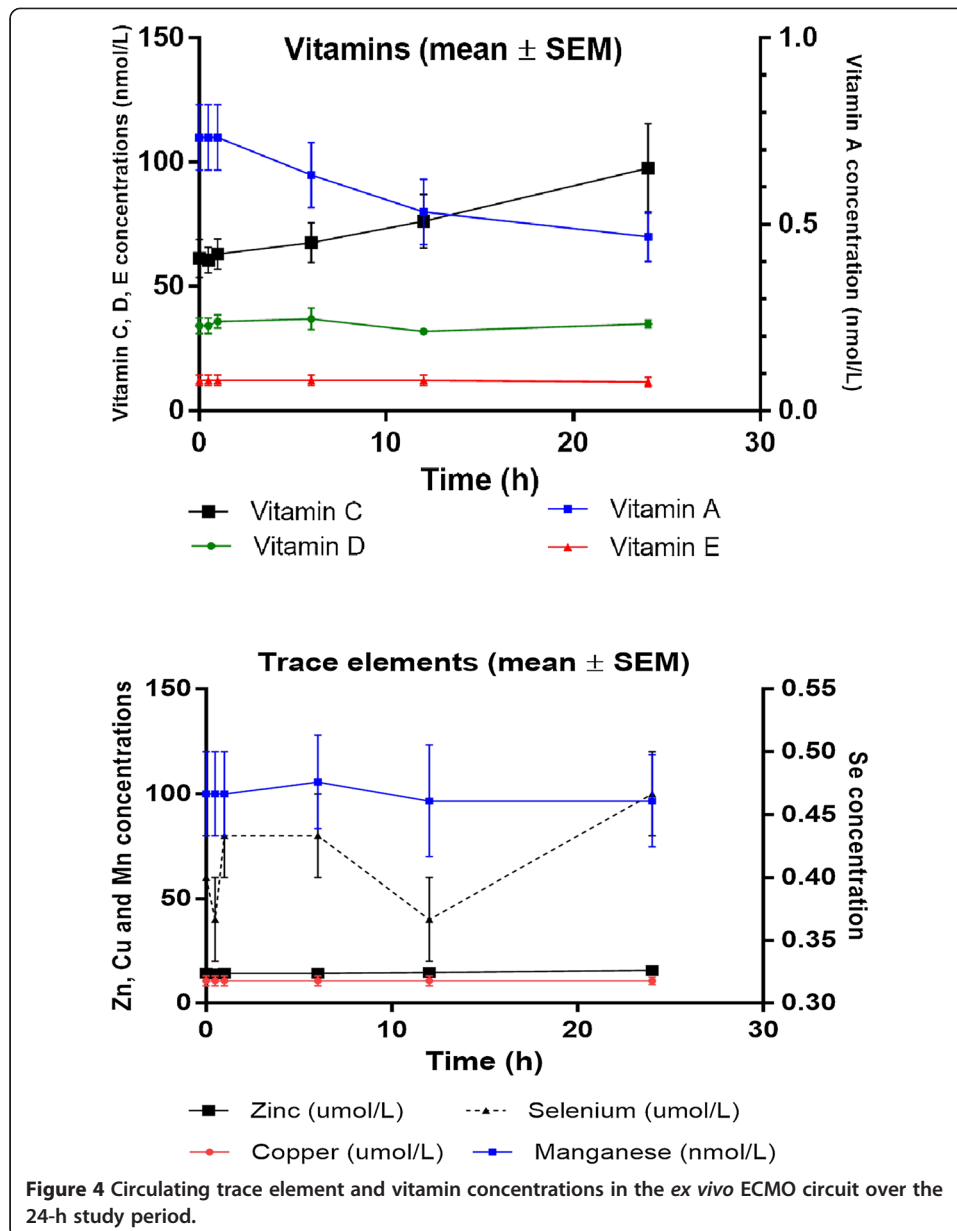 Vitamins (mean ± SEM)
Vitamin C, D, E concentrations (nmol/L)
150
100
50
0
Vitamin A concentration (nmol/L)
1.0
0.5
0.0
0 10 20 30
Time (h)
Vitamin C
Vitamin A
Vitamin D
Vitamin E
Trace elements (mean ± SEM)
Zn, Cu and Mn concentrations
150
100
50
0
Se concentration
0.55
0.50
0.45
0.40
0.35
0.30
0 10 20 30
Time (h)
Zinc (umol/L)
Selenium (umol/L)
Copper (umol/L)
Manganese (nmol/L)
Figure 4 Circulating trace element and vitamin concentrations in the ex vivo ECMO circuit over the
24-h study period.